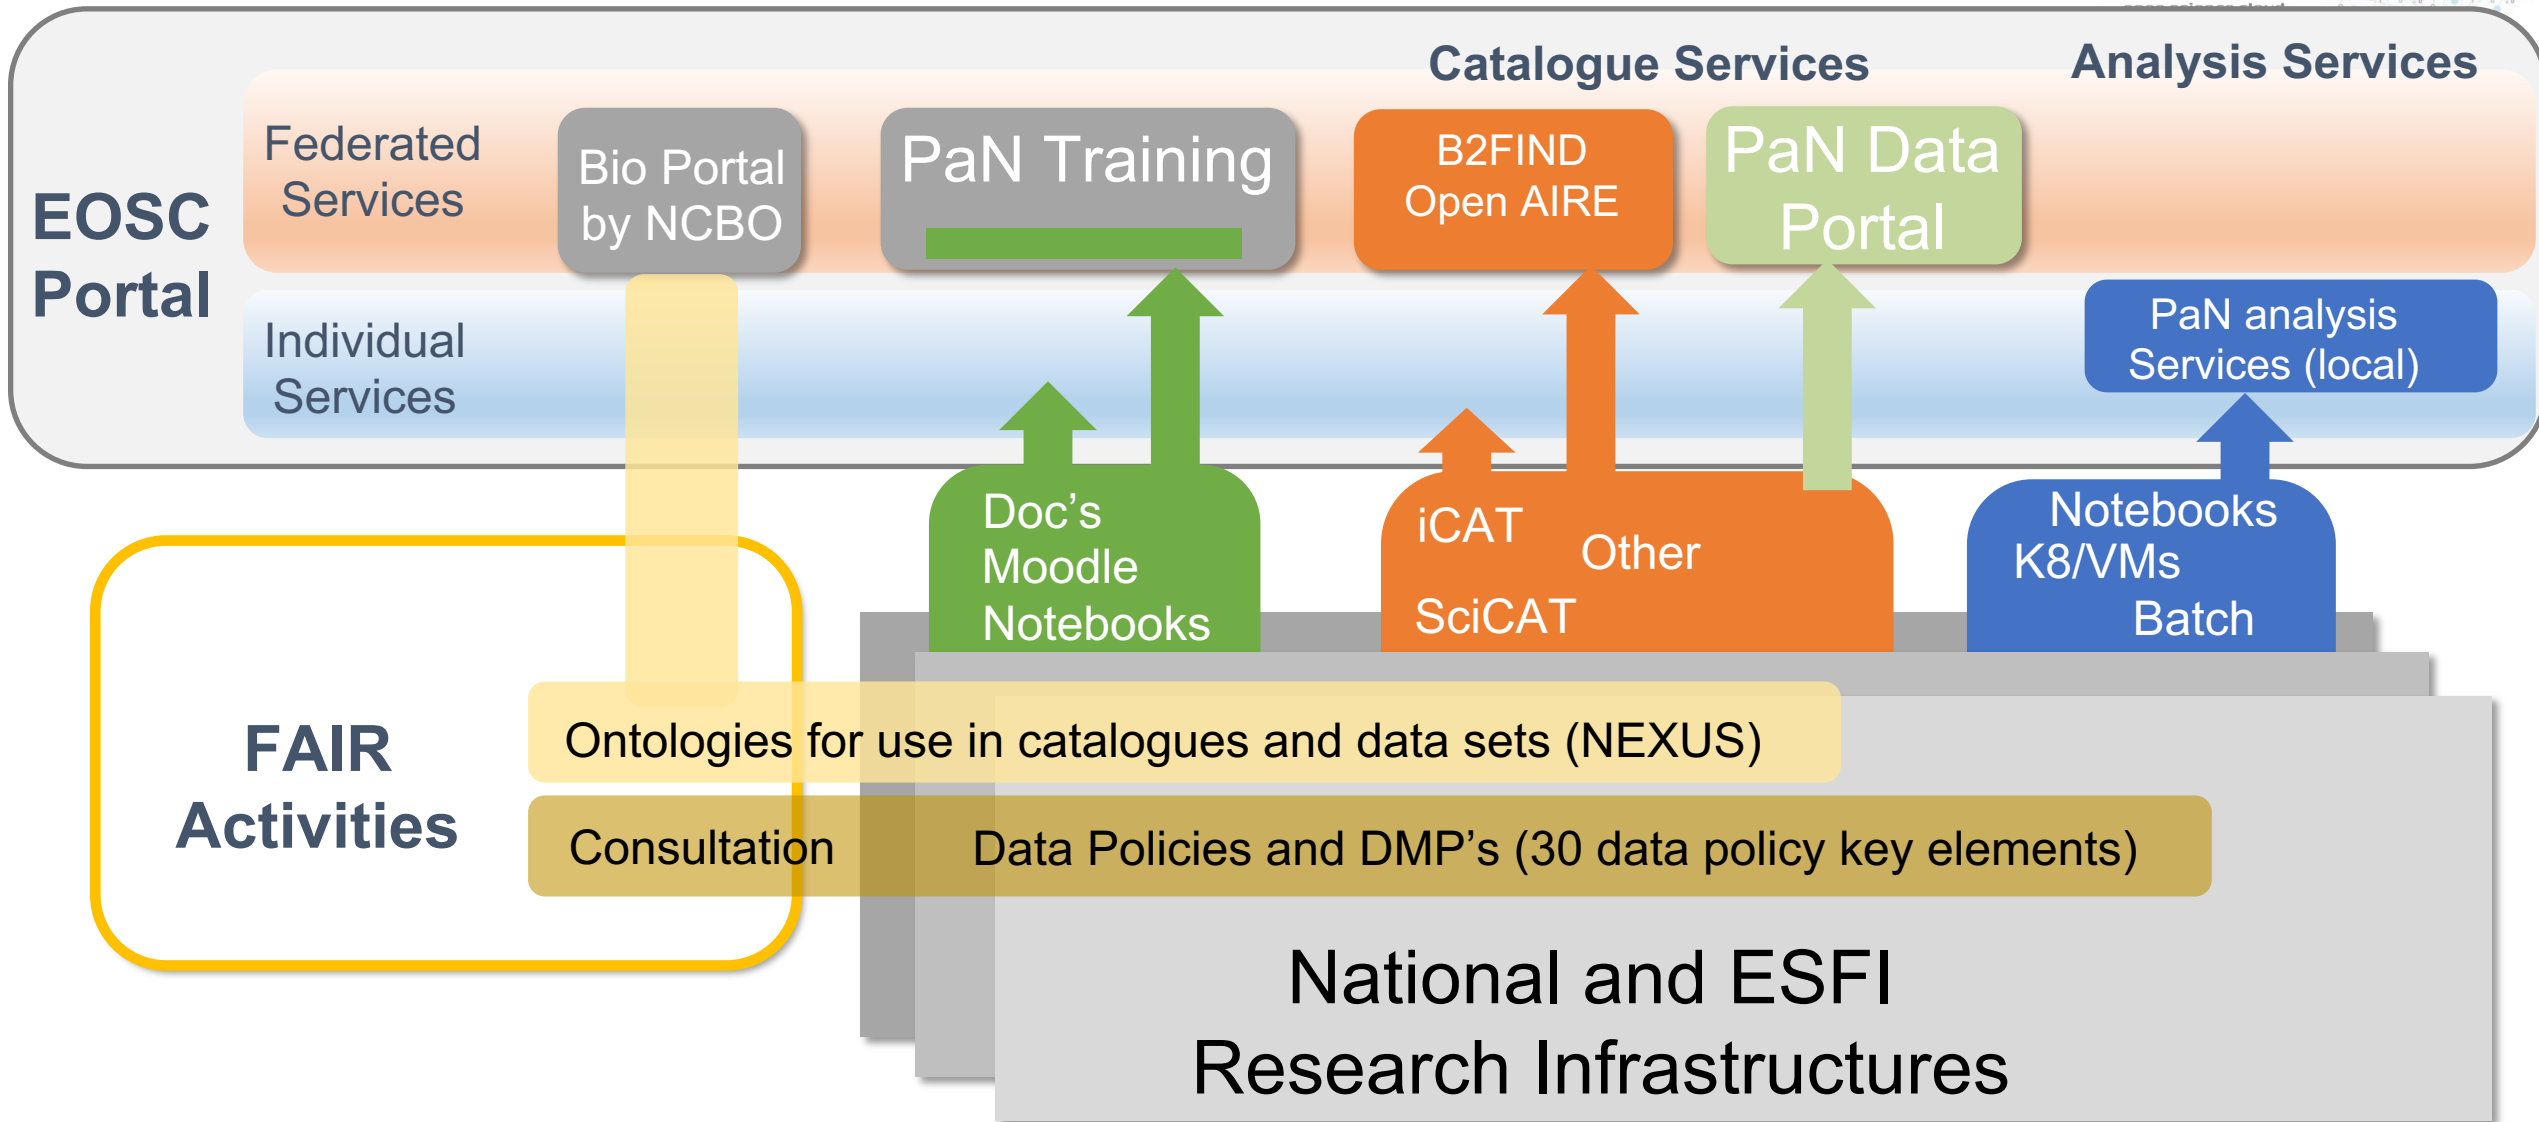 open science cloud
Catalogue Services
Analysis Services
EOSC
Portal
Federated
Services
Bio Portal
by NCBO
PaN Training
B2FIND
Open AIRE
PaN Data
Portal
Individual
Services
PaN analysis
Services (local)
Doc’s
Moodle
Notebooks
iCAT
Other
SciCAT
Notebooks
K8/VMs
Batch
FAIR
Activities
Ontologies for use in catalogues and data sets (NEXUS)
Consultation
Data Policies and DMP’s (30 data policy key elements)
National and ESFI
Research Infrastructures